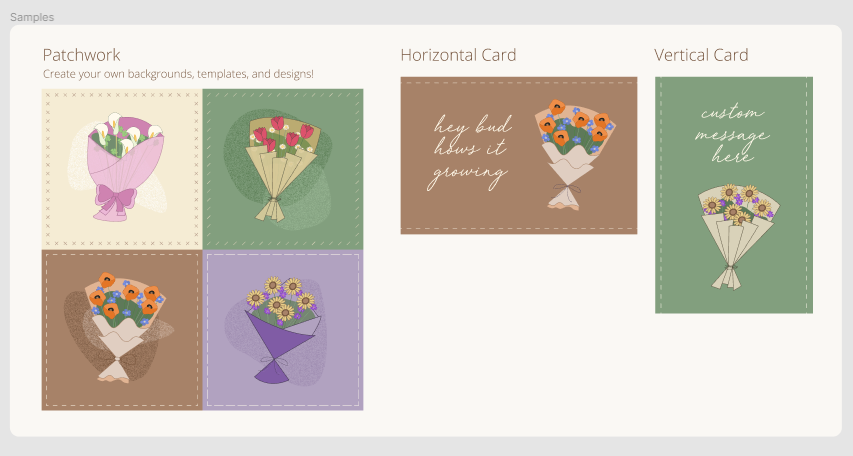 Samples
Patchwork
Create your own backgrounds, templates, and designs!
Horizontal Card
hey bud
hows it
growing
Vertical Card
custom
message
here